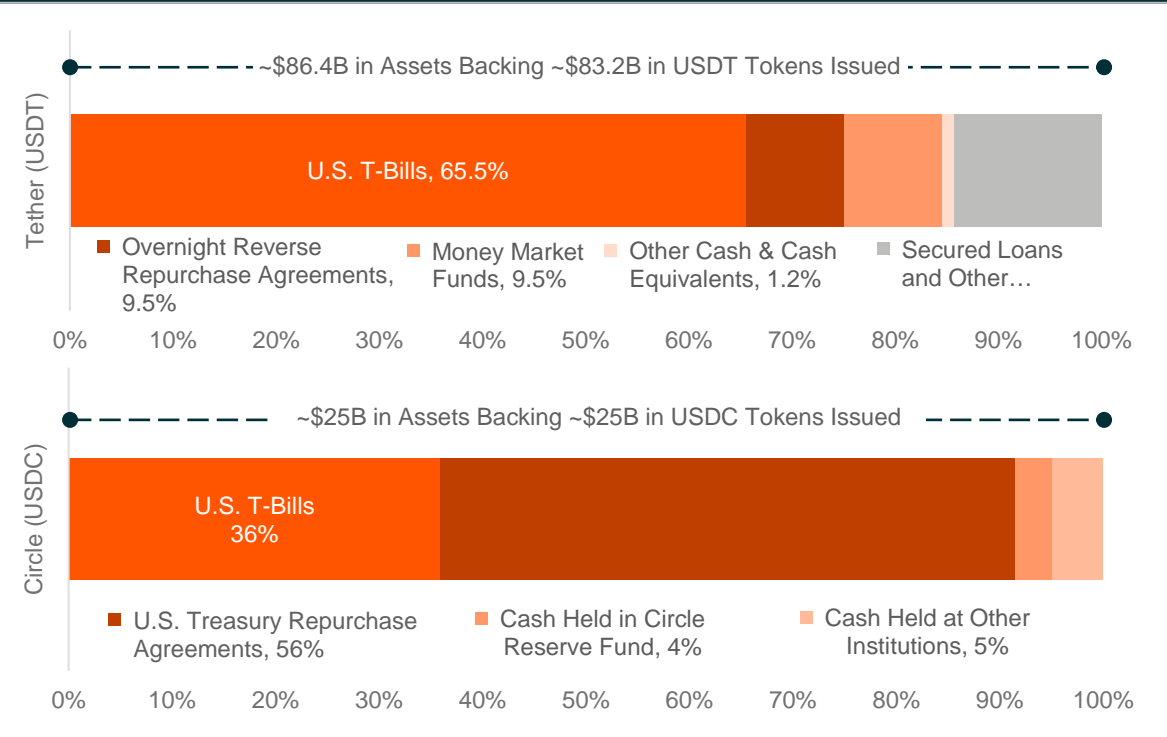 ~$86.4B in Assets Backing ~$83.2B in USDT Tokens Issued
Tether (USDT)
U.S. T-Bills, 65.5%
Overnight Reverse
Repurchase Agreements,
9.5%
Money Market
Funds, 9.5%
Other Cash & Cash
Equivalents, 1.2%
Secured Loans
and Other…
0% 10% 20% 30% 40% 50% 60% 70% 80% 90% 100%
~$25B in Assets Backing ~$25B in USDC Tokens Issued
Circle (USDC)
U.S. T-Bills
36%
U.S. Treasury Repurchase
Agreements, 56%
Cash Held in Circle
Reserve Fund, 4%
Cash Held at Other
Institutions, 5%
0% 10% 20% 30% 40% 50% 60% 70% 80% 90% 100%